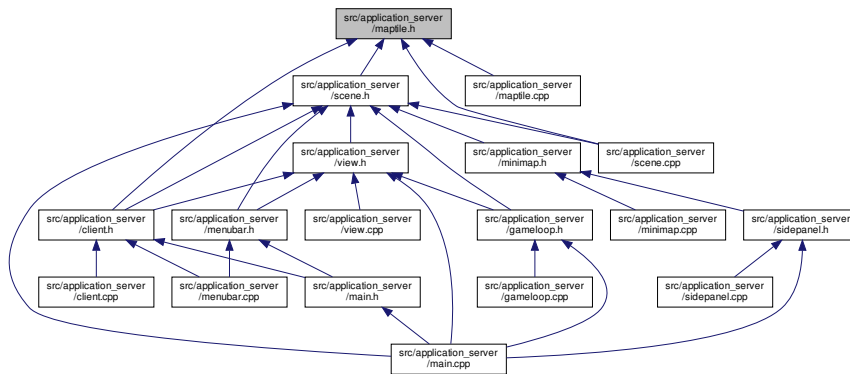 src/application_server
/maptile.h
src/application_server
/scene.h
src/application_server
/maptile.cpp
src/application_server
/view.h
src/application_server
/minimap.h
src/application_server
/scene.cpp
src/application_server
/client.h
src/application_server
/menubar.h
src/application_server
/view.cpp
src/application_server
/gameloop.h
src/application_server
/minimap.cpp
src/application_server
/sidepanel.h
src/application_server
/client.cpp
src/application_server
/menubar.cpp
src/application_server
/main.h
src/application_server
/gameloop.cpp
src/application_server
/sidepanel.cpp
src/application_server
/main.cpp